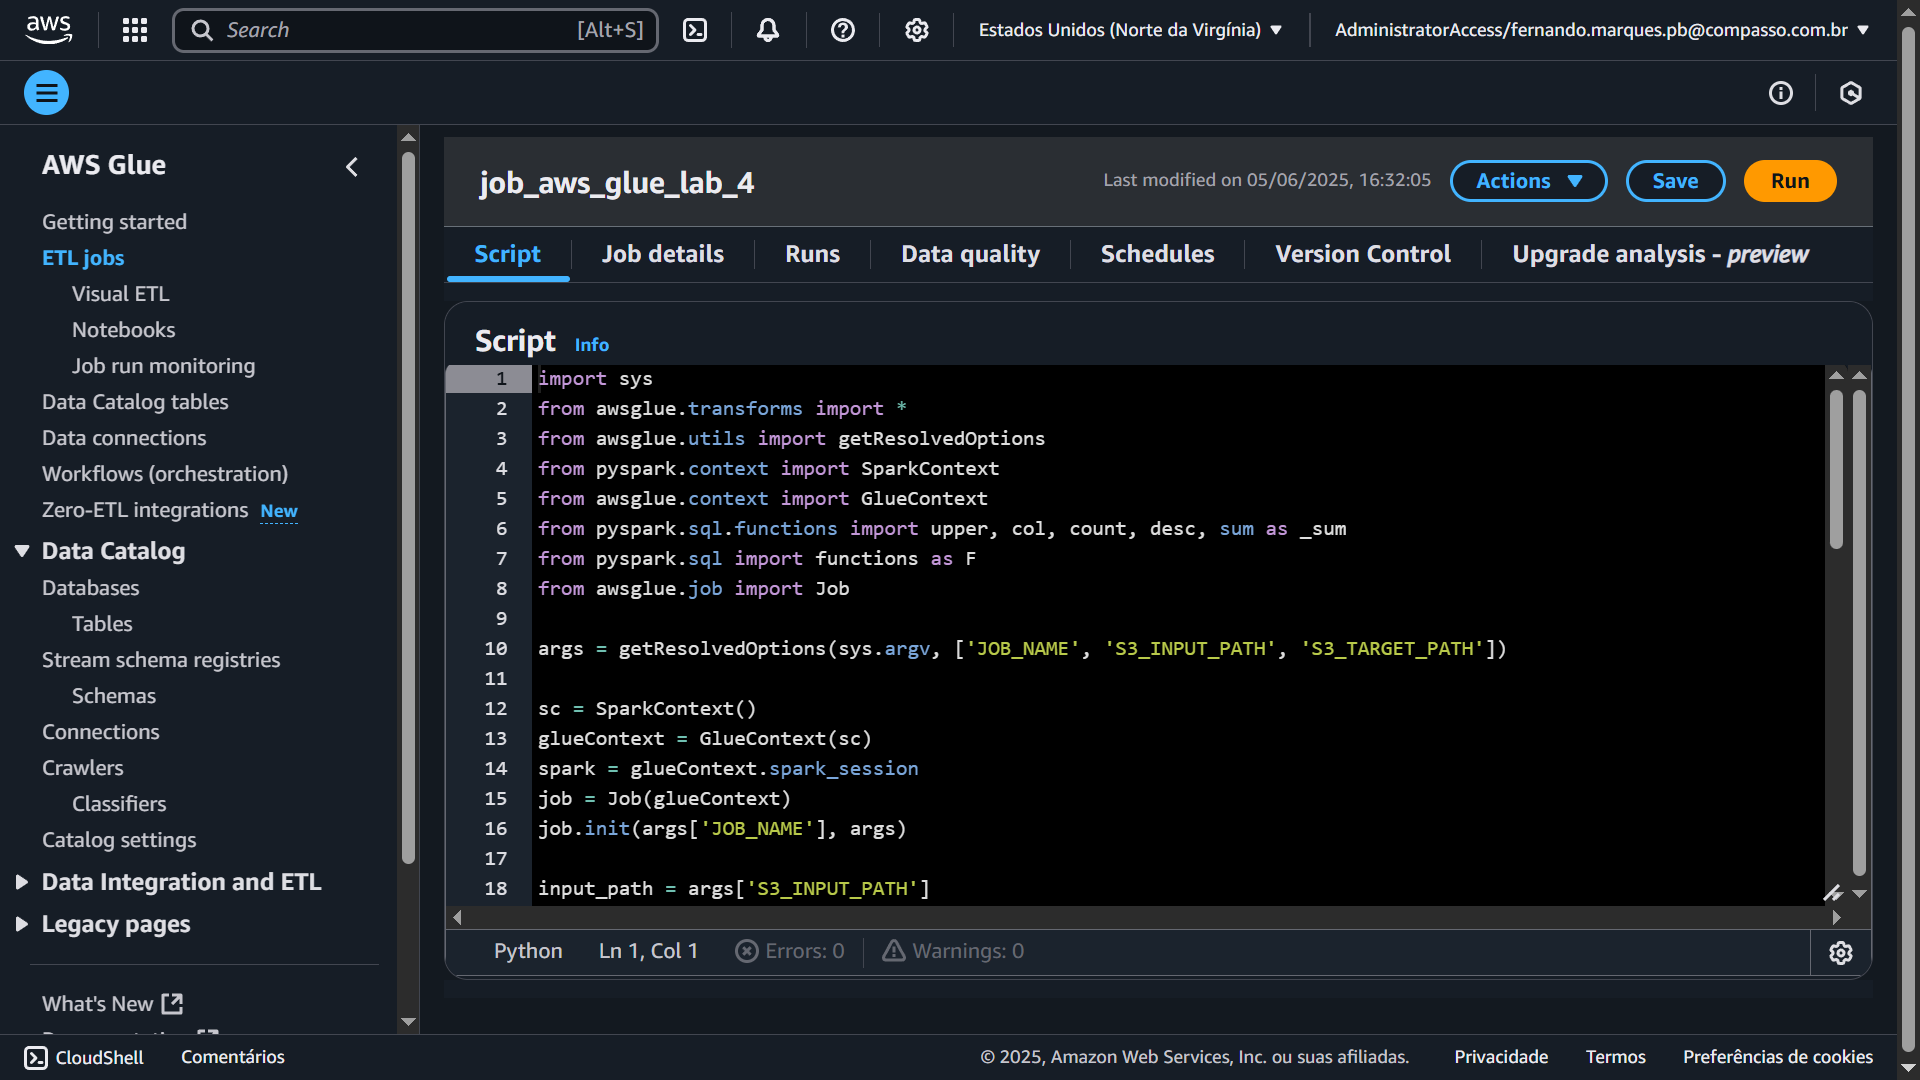 aws
Search [Alt+S]
Estados Unidos (Norte da Virgínia)
AdministratorAccess/fernando.marques.pb@compasso.com.br
AWS Glue
Getting started
ETL jobs
Visual ETL
Notebooks
Job run monitoring
Data Catalog tables
Data connections
Workflows (orchestration)
Zero-ETL integrations New
Data Catalog
Databases
Tables
Stream schema registries
Schemas
Connections
Crawlers
Classifiers
Catalog settings
Data Integration and ETL
Legacy pages
What's New
job_aws_glue_lab_4
Last modified on 05/06/2025, 16:32:05
Actions
Save
Run
Script
Job details
Runs
Data quality
Schedules
Version Control
Upgrade analysis - preview
Script Info
1 import sys
2 from awsglue.transforms import *
3 from awsglue.utils import getResolvedOptions
4 from pyspark.context import SparkContext
5 from awsglue.context import GlueContext
6 from pyspark.sql.functions import upper, col, count, desc, sum as _sum
7 from pyspark.sql import functions as F
8 from awsglue.job import Job
9
10 args = getResolvedOptions(sys.argv, ['JOB_NAME', 'S3_INPUT_PATH', 'S3_TARGET_PATH'])
11
12 sc = SparkContext()
13 glueContext = GlueContext(sc)
14 spark = glueContext.spark_session
15 job = Job(glueContext)
16 job.init(args['JOB_NAME'], args)
17
18 input_path = args['S3_INPUT_PATH']
Python Ln 1, Col 1 Errors: 0 Warnings: 0
CloudShell Comentários
© 2025, Amazon Web Services, Inc. ou suas afiliadas. Privacidade Termos Preferências de cookies